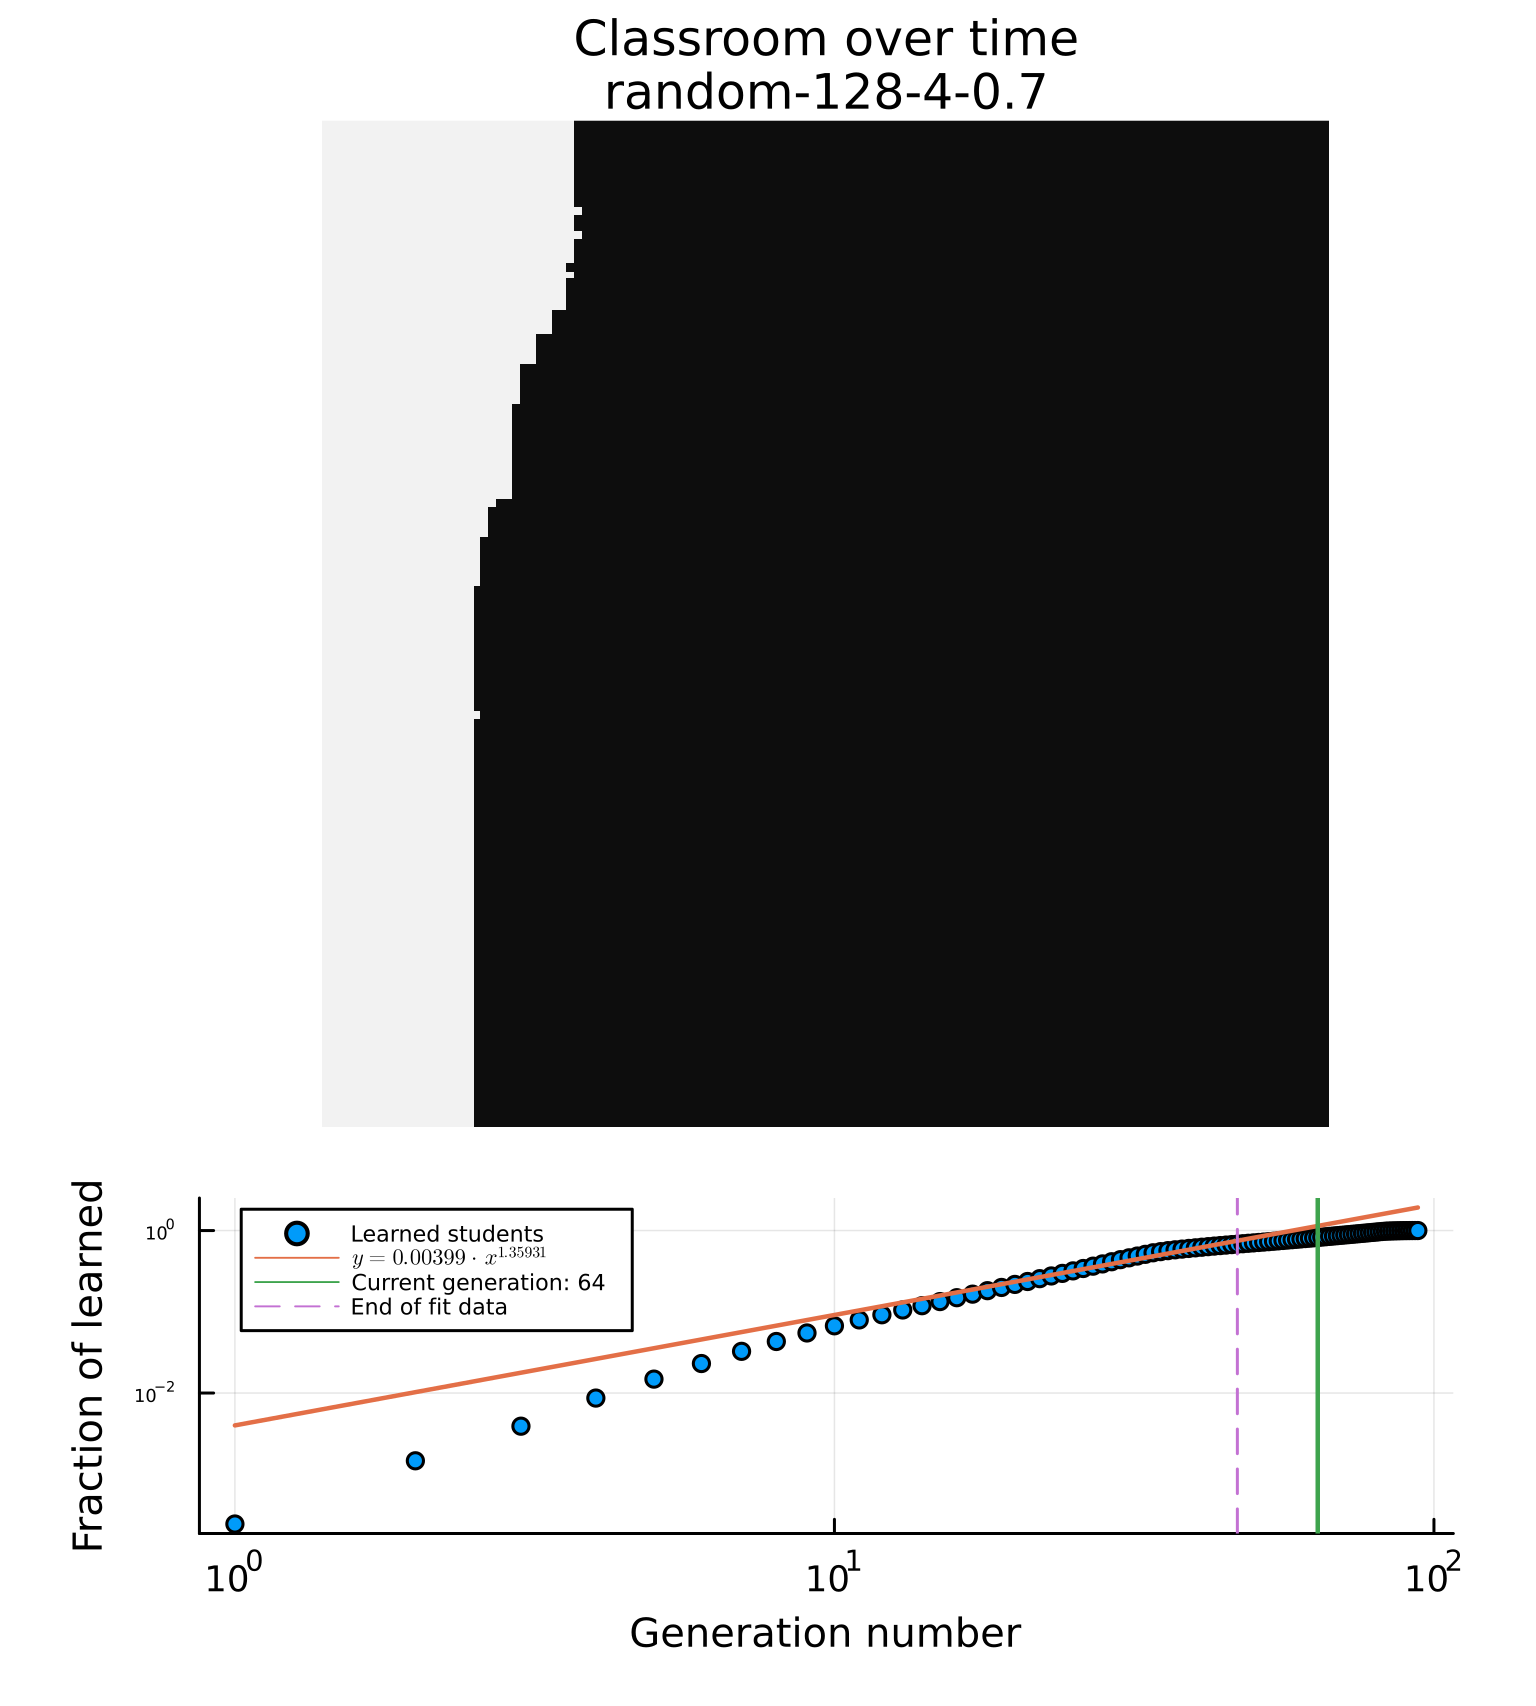 Classroom over time
random-128-4-0.7
Fraction of learned
10^0
10^−2
Learned students
y = 0.00399 · x^1.35931
Current generation: 64
End of fit data
10^0
10^1
10^2
Generation number